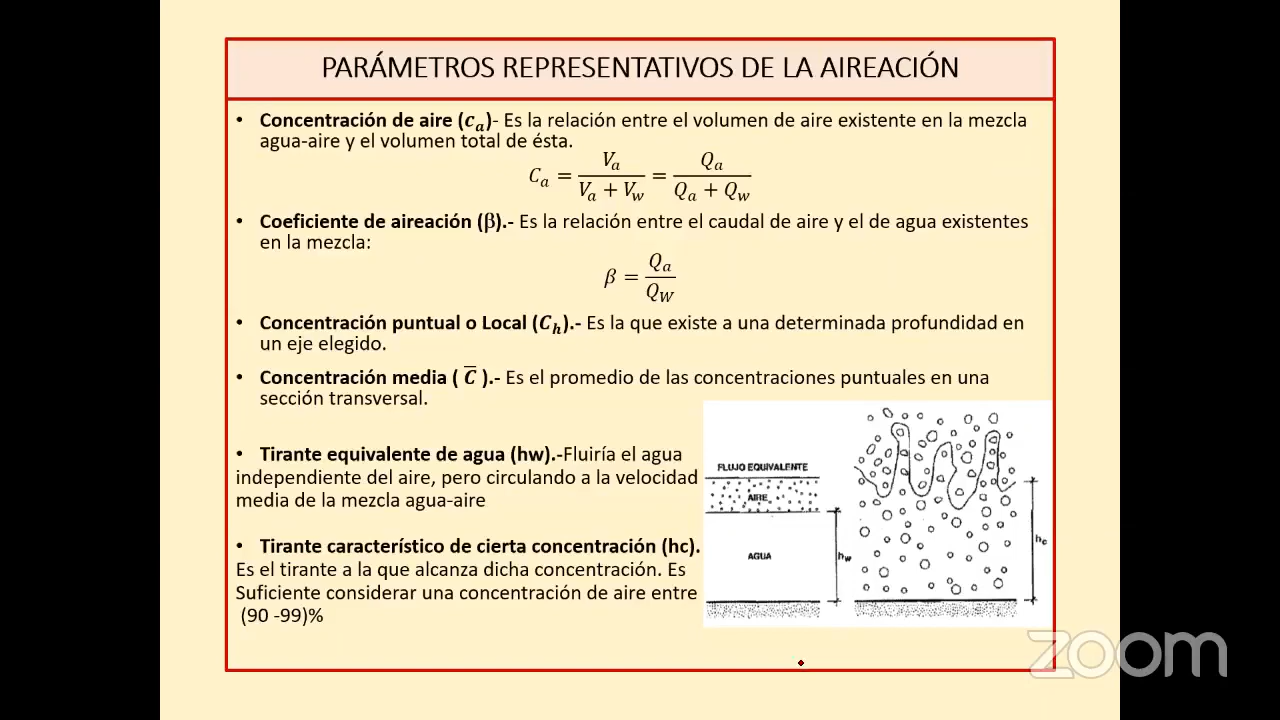 PARÁMETROS REPRESENTATIVOS DE LA AIREACIÓN
• Concentración de aire (𝒄ₐ)- Es la relación entre el volumen de aire existente en la mezcla
agua-aire y el volumen total de ésta.
Cₐ = Vₐ / (Vₐ + V_w) = Qₐ / (Qₐ + Q_w)
• Coeficiente de aireación (β).- Es la relación entre el caudal de aire y el de agua existentes
en la mezcla:
β = Qₐ / Q_W
• Concentración puntual o Local (C_h).- Es la que existe a una determinada profundidad en
un eje elegido.
• Concentración media ( C̅ ).- Es el promedio de las concentraciones puntuales en una
sección transversal.
• Tirante equivalente de agua (hw).-Fluiría el agua
independiente del aire, pero circulando a la velocidad
media de la mezcla agua-aire
• Tirante característico de cierta concentración (hc).
Es el tirante a la que alcanza dicha concentración. Es
Suficiente considerar una concentración de aire entre
(90 -99)%
FLUJO EQUIVALENTE
AIRE
AGUA
h_w
h_c
zoom